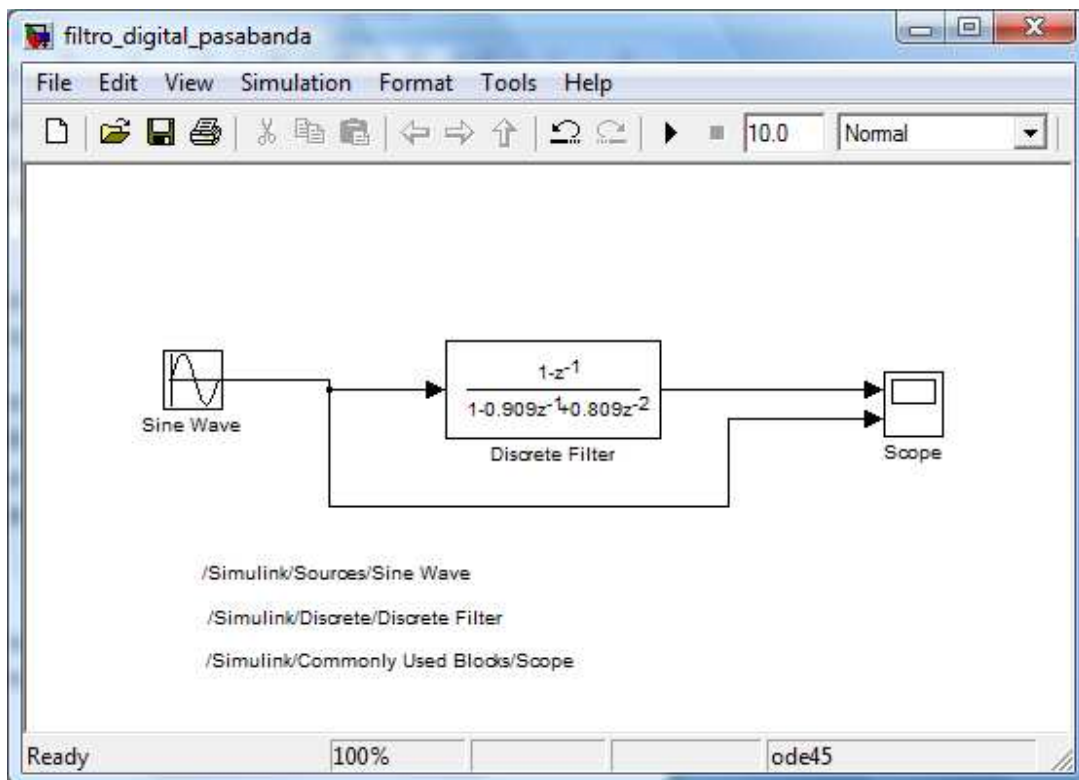 filtro_digital_pasabanda
File Edit View Simulation Format Tools Help
10.0 Normal
1-z-1
1-0.909z-1+0.809z-2
Sine Wave
Discrete Filter
Scope
/Simulink/Sources/Sine Wave
/Simulink/Discrete/Discrete Filter
/Simulink/Commonly Used Blocks/Scope
Ready 100% ode45